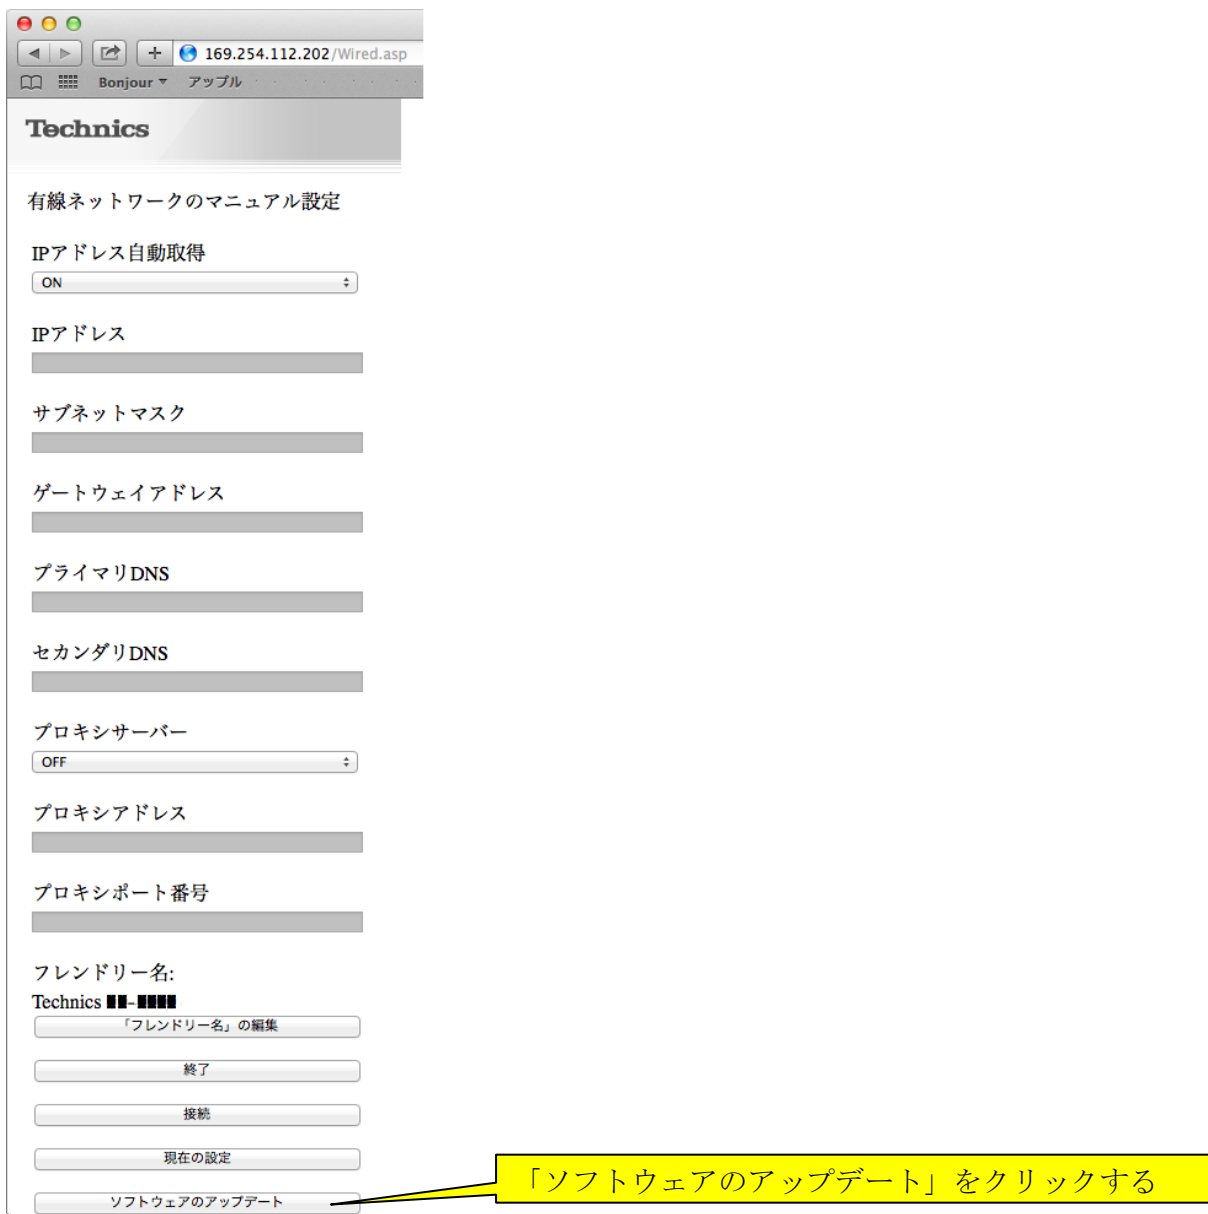 169.254.112.202/Wired.asp
Bonjour アップル
Technics
有線ネットワークのマニュアル設定
IPアドレス自動取得
ON
IPアドレス
サブネットマスク
ゲートウェイアドレス
プライマリDNS
セカンダリDNS
プロキシサーバー
OFF
プロキシアドレス
プロキシポート番号
フレンドリー名:
Technics
「フレンドリー名」の編集
終了
接続
現在の設定
ソフトウェアのアップデート
「ソフトウェアのアップデート」をクリックする